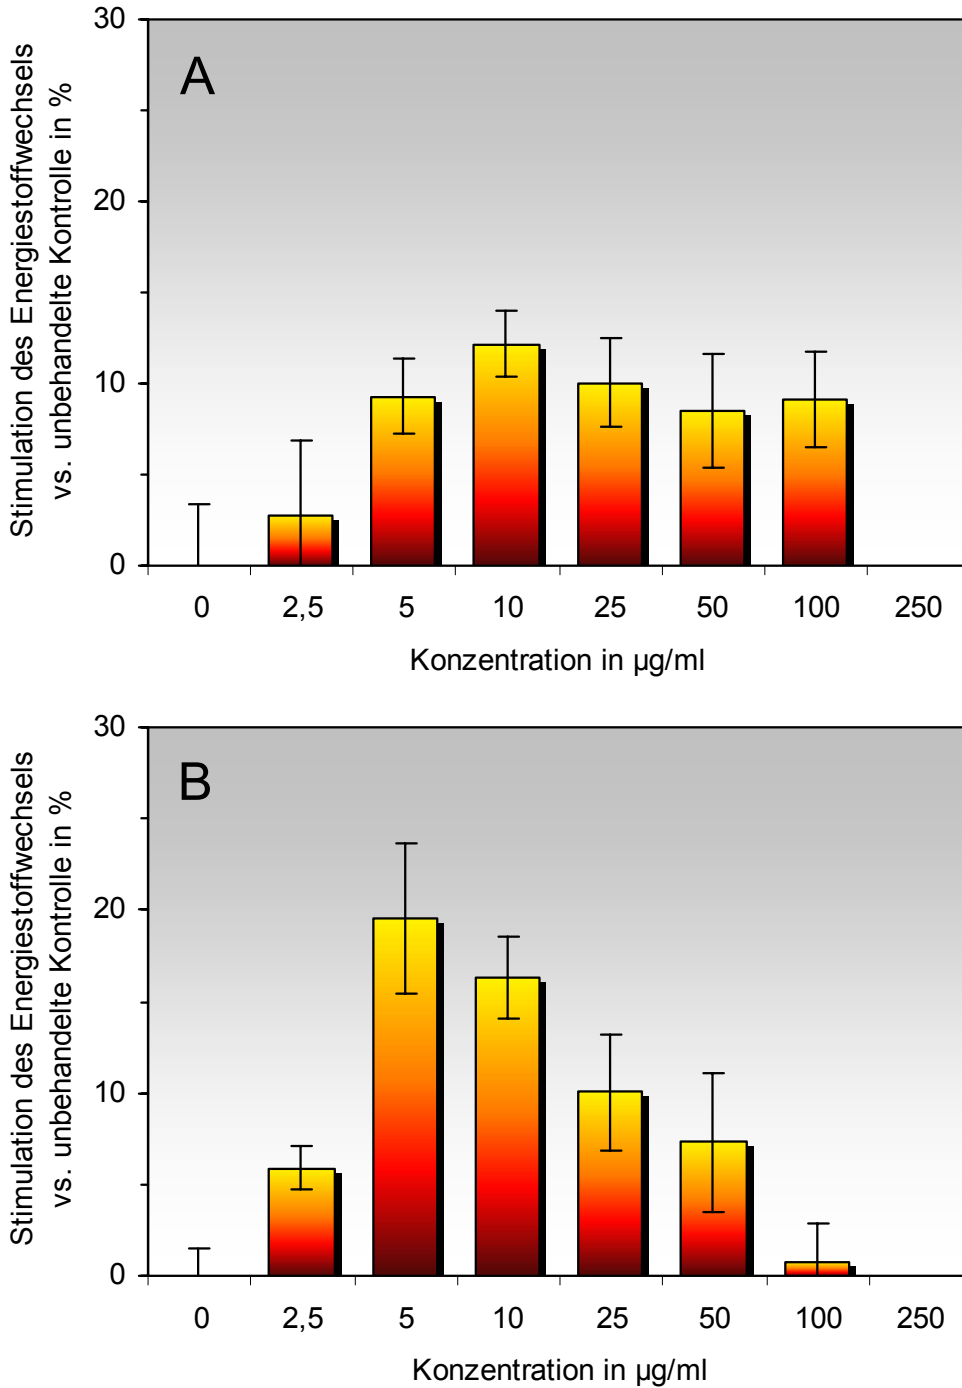 Stimulation des Energiestoffwechsels
vs. unbehandelte Kontrolle in %
A
30
20
10
0
0 2,5 5 10 25 50 100 250
Konzentration in µg/ml
Stimulation des Energiestoffwechsels
vs. unbehandelte Kontrolle in %
B
30
20
10
0
0 2,5 5 10 25 50 100 250
Konzentration in µg/ml